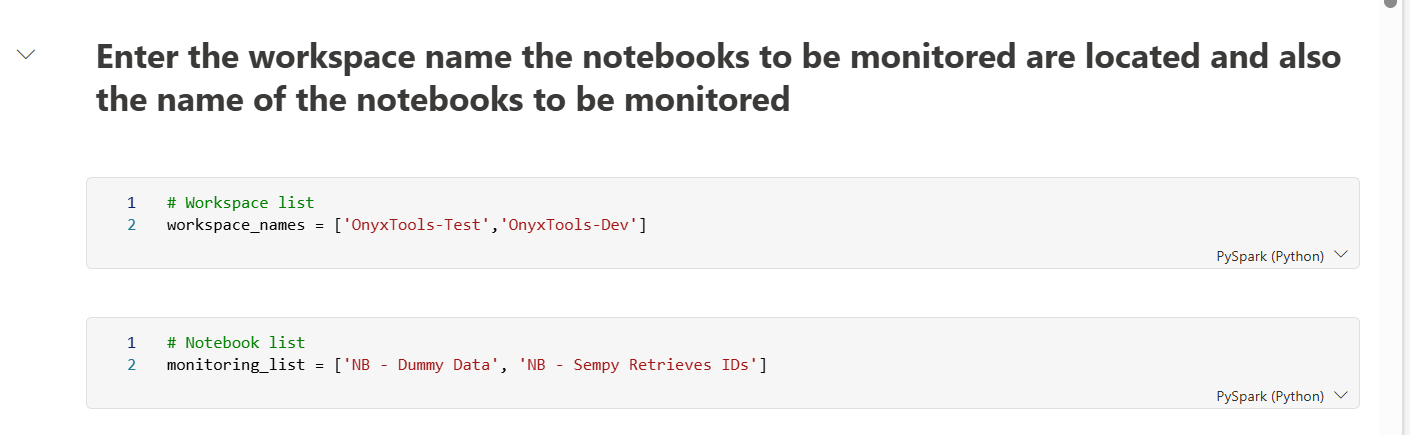 Enter the workspace name the notebooks to be monitored are located and also
the name of the notebooks to be monitored
1 # Workspace list
2 workspace_names = ['OnyxTools-Test','OnyxTools-Dev']
PySpark (Python)
1 # Notebook list
2 monitoring_list = ['NB - Dummy Data', 'NB - Sempy Retrieves IDs']
PySpark (Python)